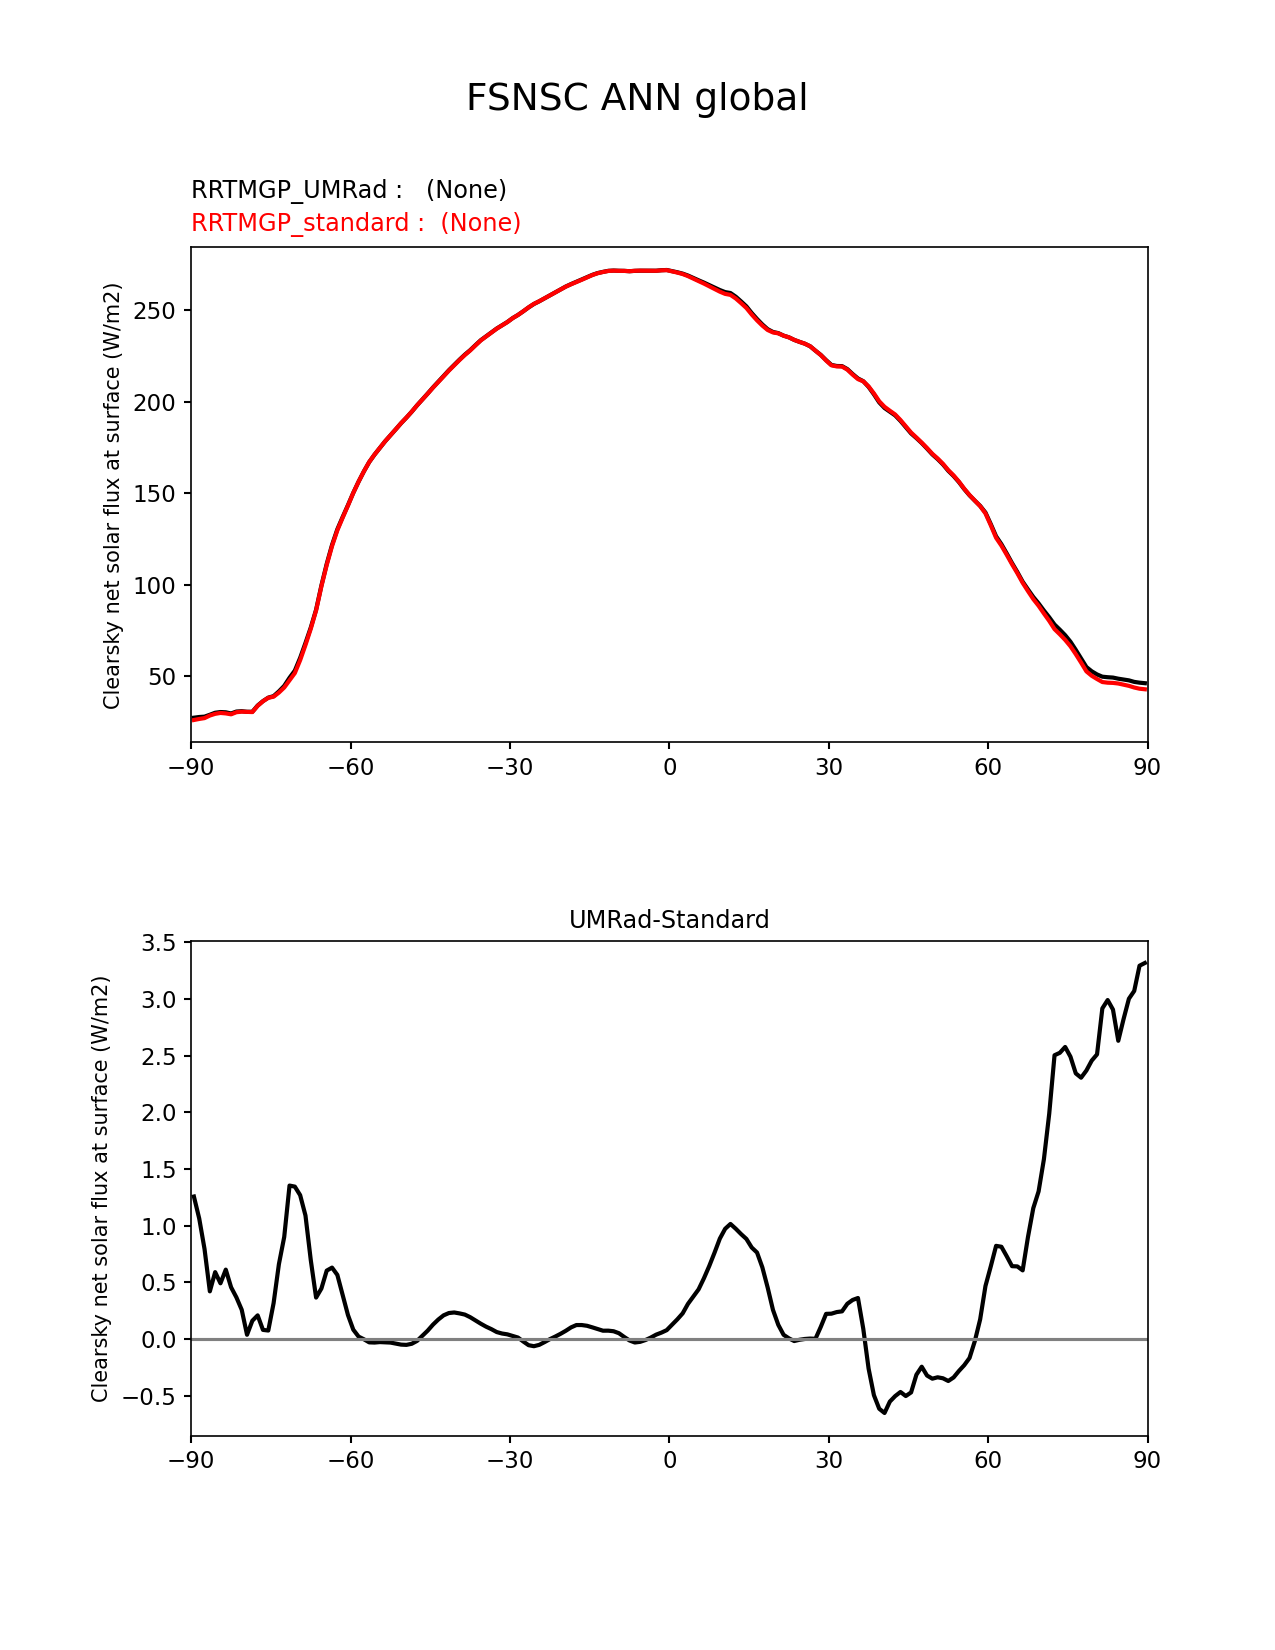 FSNSC ANN global
RRTMGP_UMRad :   (None)
RRTMGP_standard :  (None)
Clearsky net solar flux at surface (W/m2)
250
200
150
100
50
−90 −60 −30 0 30 60 90
UMRad-Standard
Clearsky net solar flux at surface (W/m2)
3.5
3.0
2.5
2.0
1.5
1.0
0.5
0.0
−0.5
−90 −60 −30 0 30 60 90